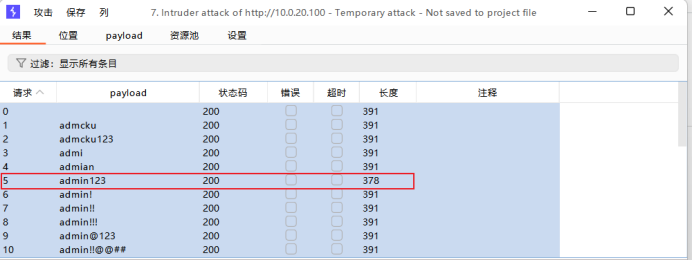 攻击 保存 列 7. Intruder attack of http://10.0.20.100 - Temporary attack - Not saved to project file
结果 位置 payload 资源池 设置
过滤：显示所有条目
请求 payload 状态码 错误 超时 长度 注释
0 200 391
1 admcku 200 391
2 admcku123 200 391
3 admi 200 391
4 admian 200 391
5 admin123 200 378
6 admin! 200 391
7 admin!! 200 391
8 admin!!! 200 391
9 admin@123 200 391
10 admin!!@@## 200 391